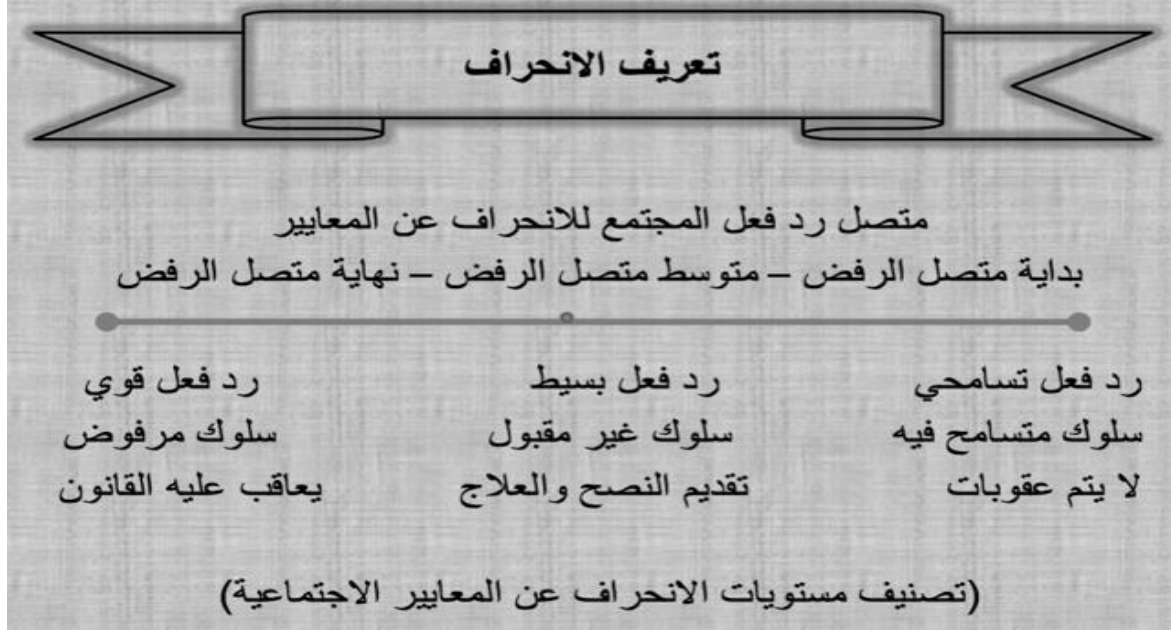 تعريف الانحراف
متصل رد فعل المجتمع للانحراف عن المعايير
بداية متصل الرفض – متوسط متصل الرفض – نهاية متصل الرفض
رد فعل تسامحي رد فعل بسيط رد فعل قوي
سلوك متسامح فيه سلوك غير مقبول سلوك مرفوض
لا يتم عقوبات تقديم النصح والعلاج يعاقب عليه القانون
(تصنيف مستويات الانحراف عن المعايير الاجتماعية)